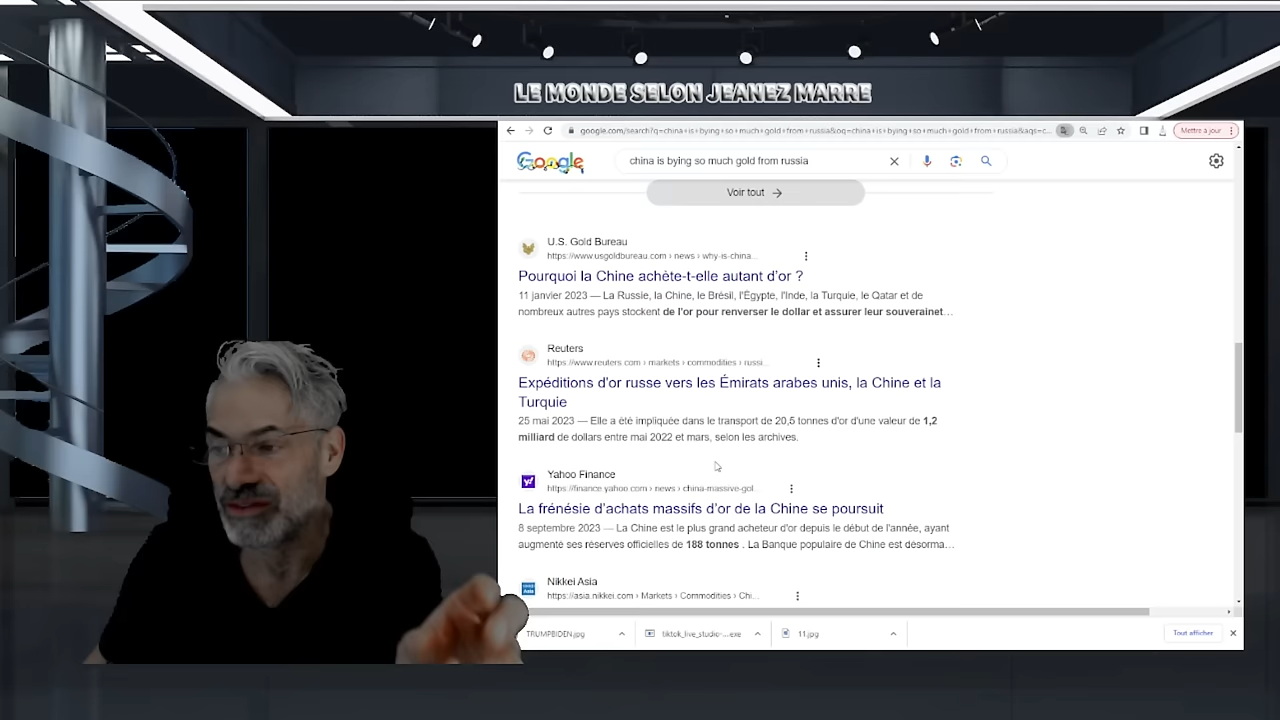 LE MONDE SELON JEANEZ MARRE
google.com/search?q=china+is+bying+so+much+gold+from+russia&oq=china+is+bying+so+much+gold+from+russia&aqs=c...
Mettre à jour
Google
china is bying so much gold from russia
Voir tout →
U.S. Gold Bureau
https://www.usgoldbureau.com › news › why-is-china...
Pourquoi la Chine achète-t-elle autant d'or ?
11 janvier 2023 — La Russie, la Chine, le Brésil, l'Égypte, l'Inde, la Turquie, le Qatar et de
nombreux autres pays stockent de l'or pour renverser le dollar et assurer leur souverainet...
Reuters
https://www.reuters.com › markets › commodities › russi...
Expéditions d'or russe vers les Émirats arabes unis, la Chine et la
Turquie
25 mai 2023 — Elle a été impliquée dans le transport de 20,5 tonnes d'or d'une valeur de 1,2
milliard de dollars entre mai 2022 et mars, selon les archives.
Yahoo Finance
https://finance.yahoo.com › news › china-massive-gol...
La frénésie d'achats massifs d'or de la Chine se poursuit
8 septembre 2023 — La Chine est le plus grand acheteur d'or depuis le début de l'année, ayant
augmenté ses réserves officielles de 188 tonnes . La Banque populaire de Chine est désorma...
Nikkei Asia
https://asia.nikkei.com › Markets › Commodities › Chi...
TRUMPBIDEN.jpg
tiktok_live_studio-...exe
11.jpg
Tout afficher